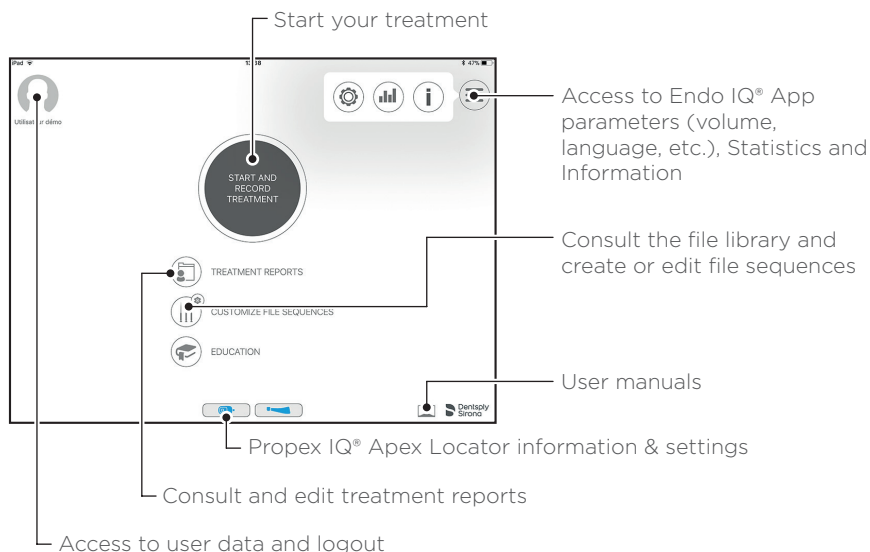 Start your treatment
iPad
47%
Utilisat ur démo
START AND
RECORD
TREATMENT
Access to Endo IQ® App
parameters (volume,
language, etc.), Statistics and
Information
Consult the file library and
create or edit file sequences
TREATMENT REPORTS
CUSTOMIZE FILE SEQUENCES
EDUCATION
User manuals
Dentsply
Sirona
Propex IQ® Apex Locator information & settings
Consult and edit treatment reports
Access to user data and logout